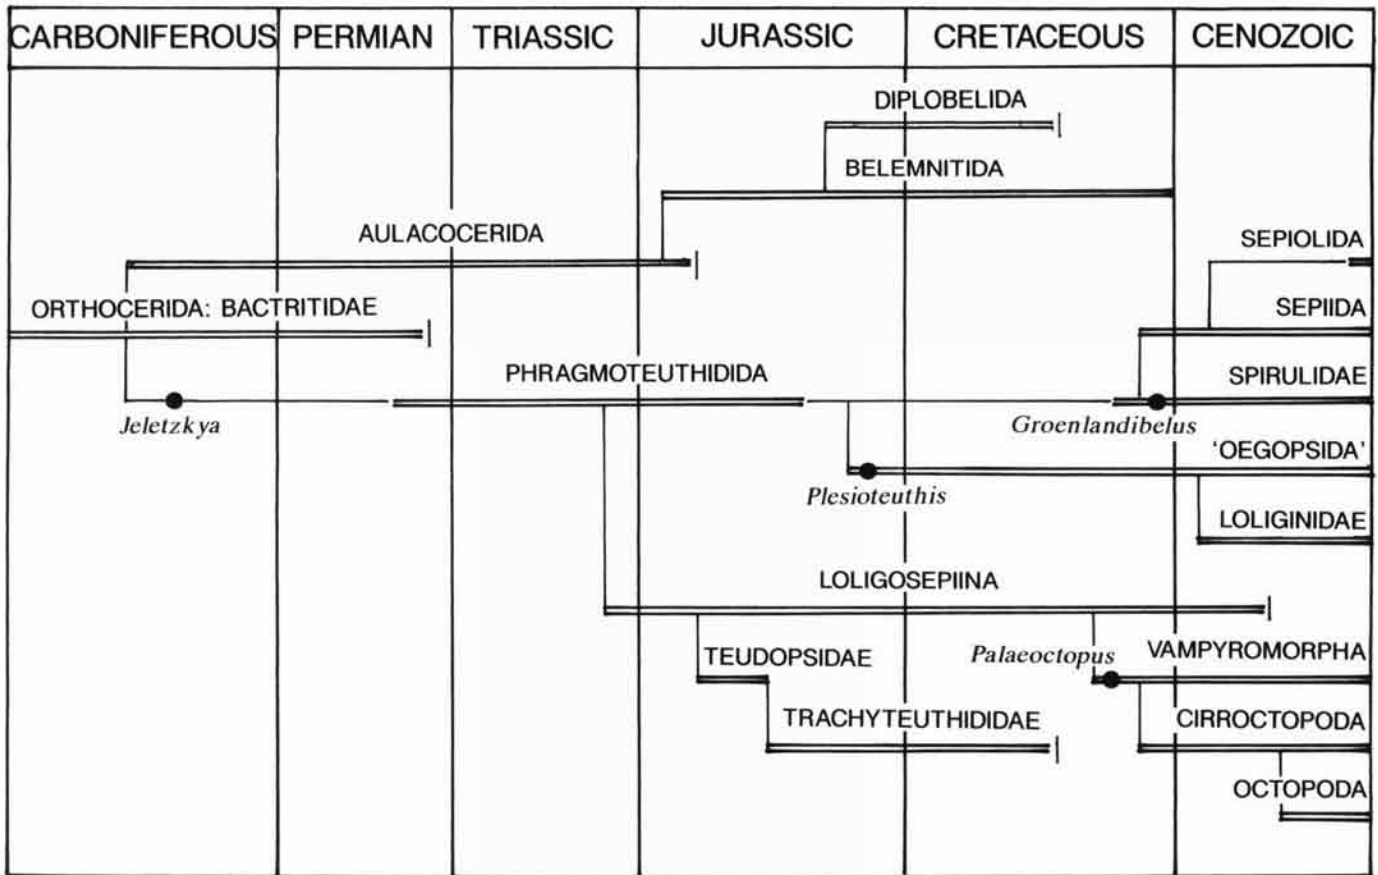 CARBONIFEROUS PERMIAN TRIASSIC JURASSIC CRETACEOUS CENOZOIC
DIPLOBELIDA
BELEMNITIDA
AULACOCERIDA
SEPIOLIDA
ORTHOCERIDA: BACTRITIDAE
SEPIIDA
PHRAGMOTEUTHIDIDA
SPIRULIDAE
Jeletzkya
Groenlandibelus
'OEGOPSIDA'
Plesioteuthis
LOLIGINIDAE
LOLIGOSEPIINA
TEUDOPSIDAE
Palaeoctopus
VAMPYROMORPHA
TRACHYTEUTHIDIDAE
CIRROCTOPODA
OCTOPODA